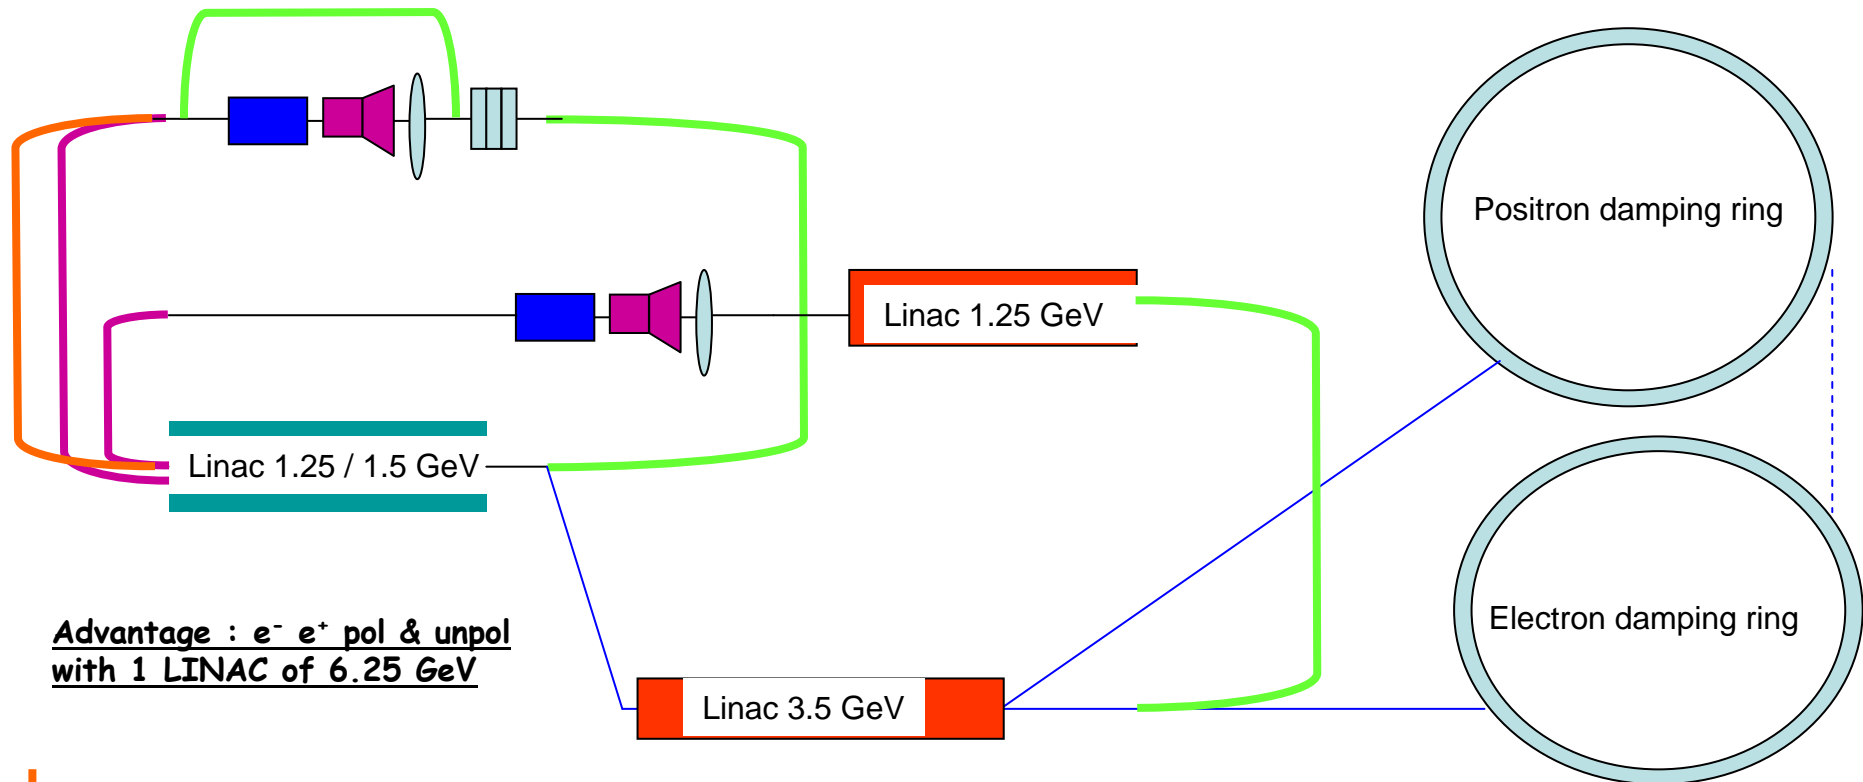 Positron damping ring
Linac 1.25 GeV
Linac 1.25 / 1.5 GeV
Electron damping ring
Advantage : e⁻ e⁺ pol & unpol
with 1 LINAC of 6.25 GeV
Linac 3.5 GeV